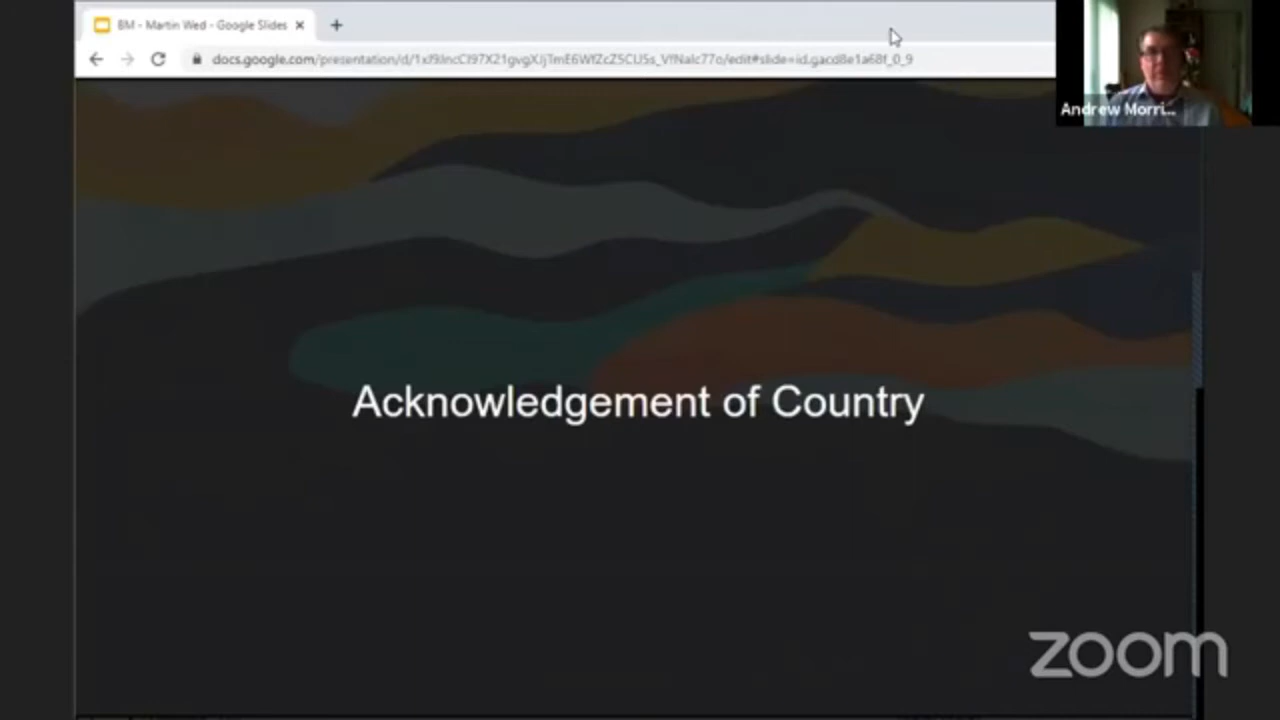 BM - Martin Wed - Google Slides
Andrew Morri...
Acknowledgement of Country
zoom